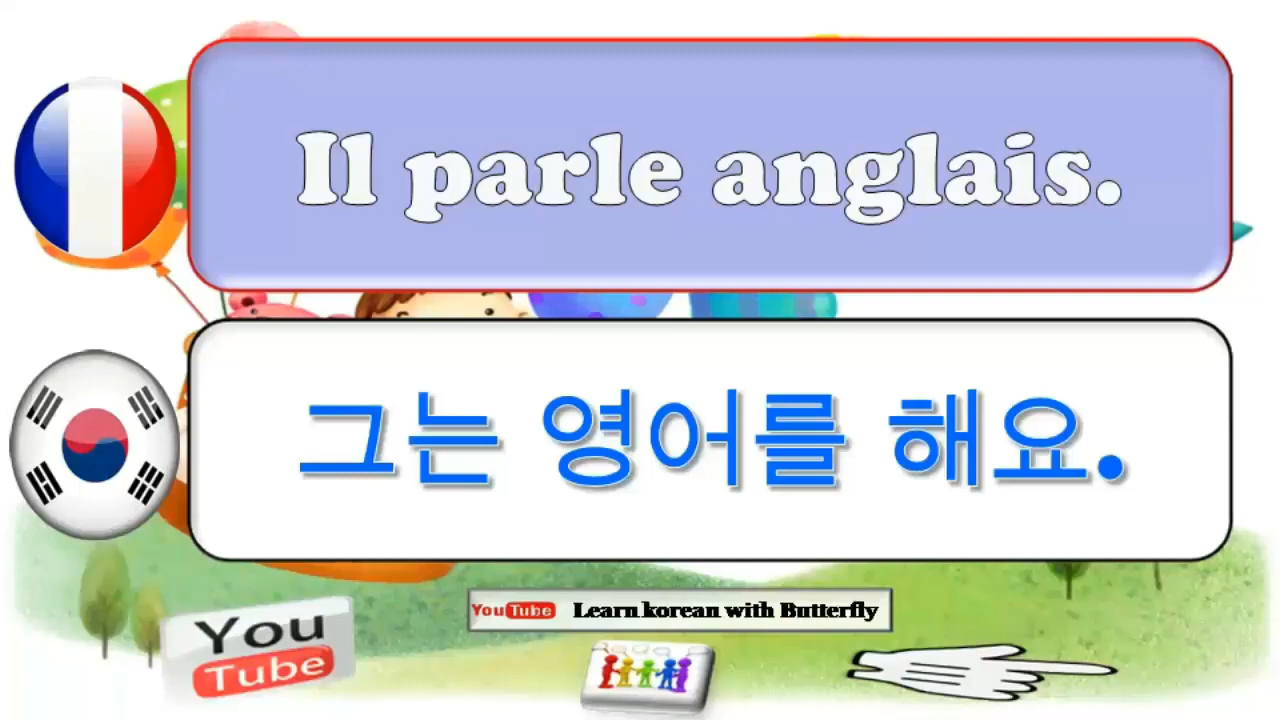 Il parle anglais.
그는 영어를 해요.
YouTube Learn korean with Butterfly
You
Tube